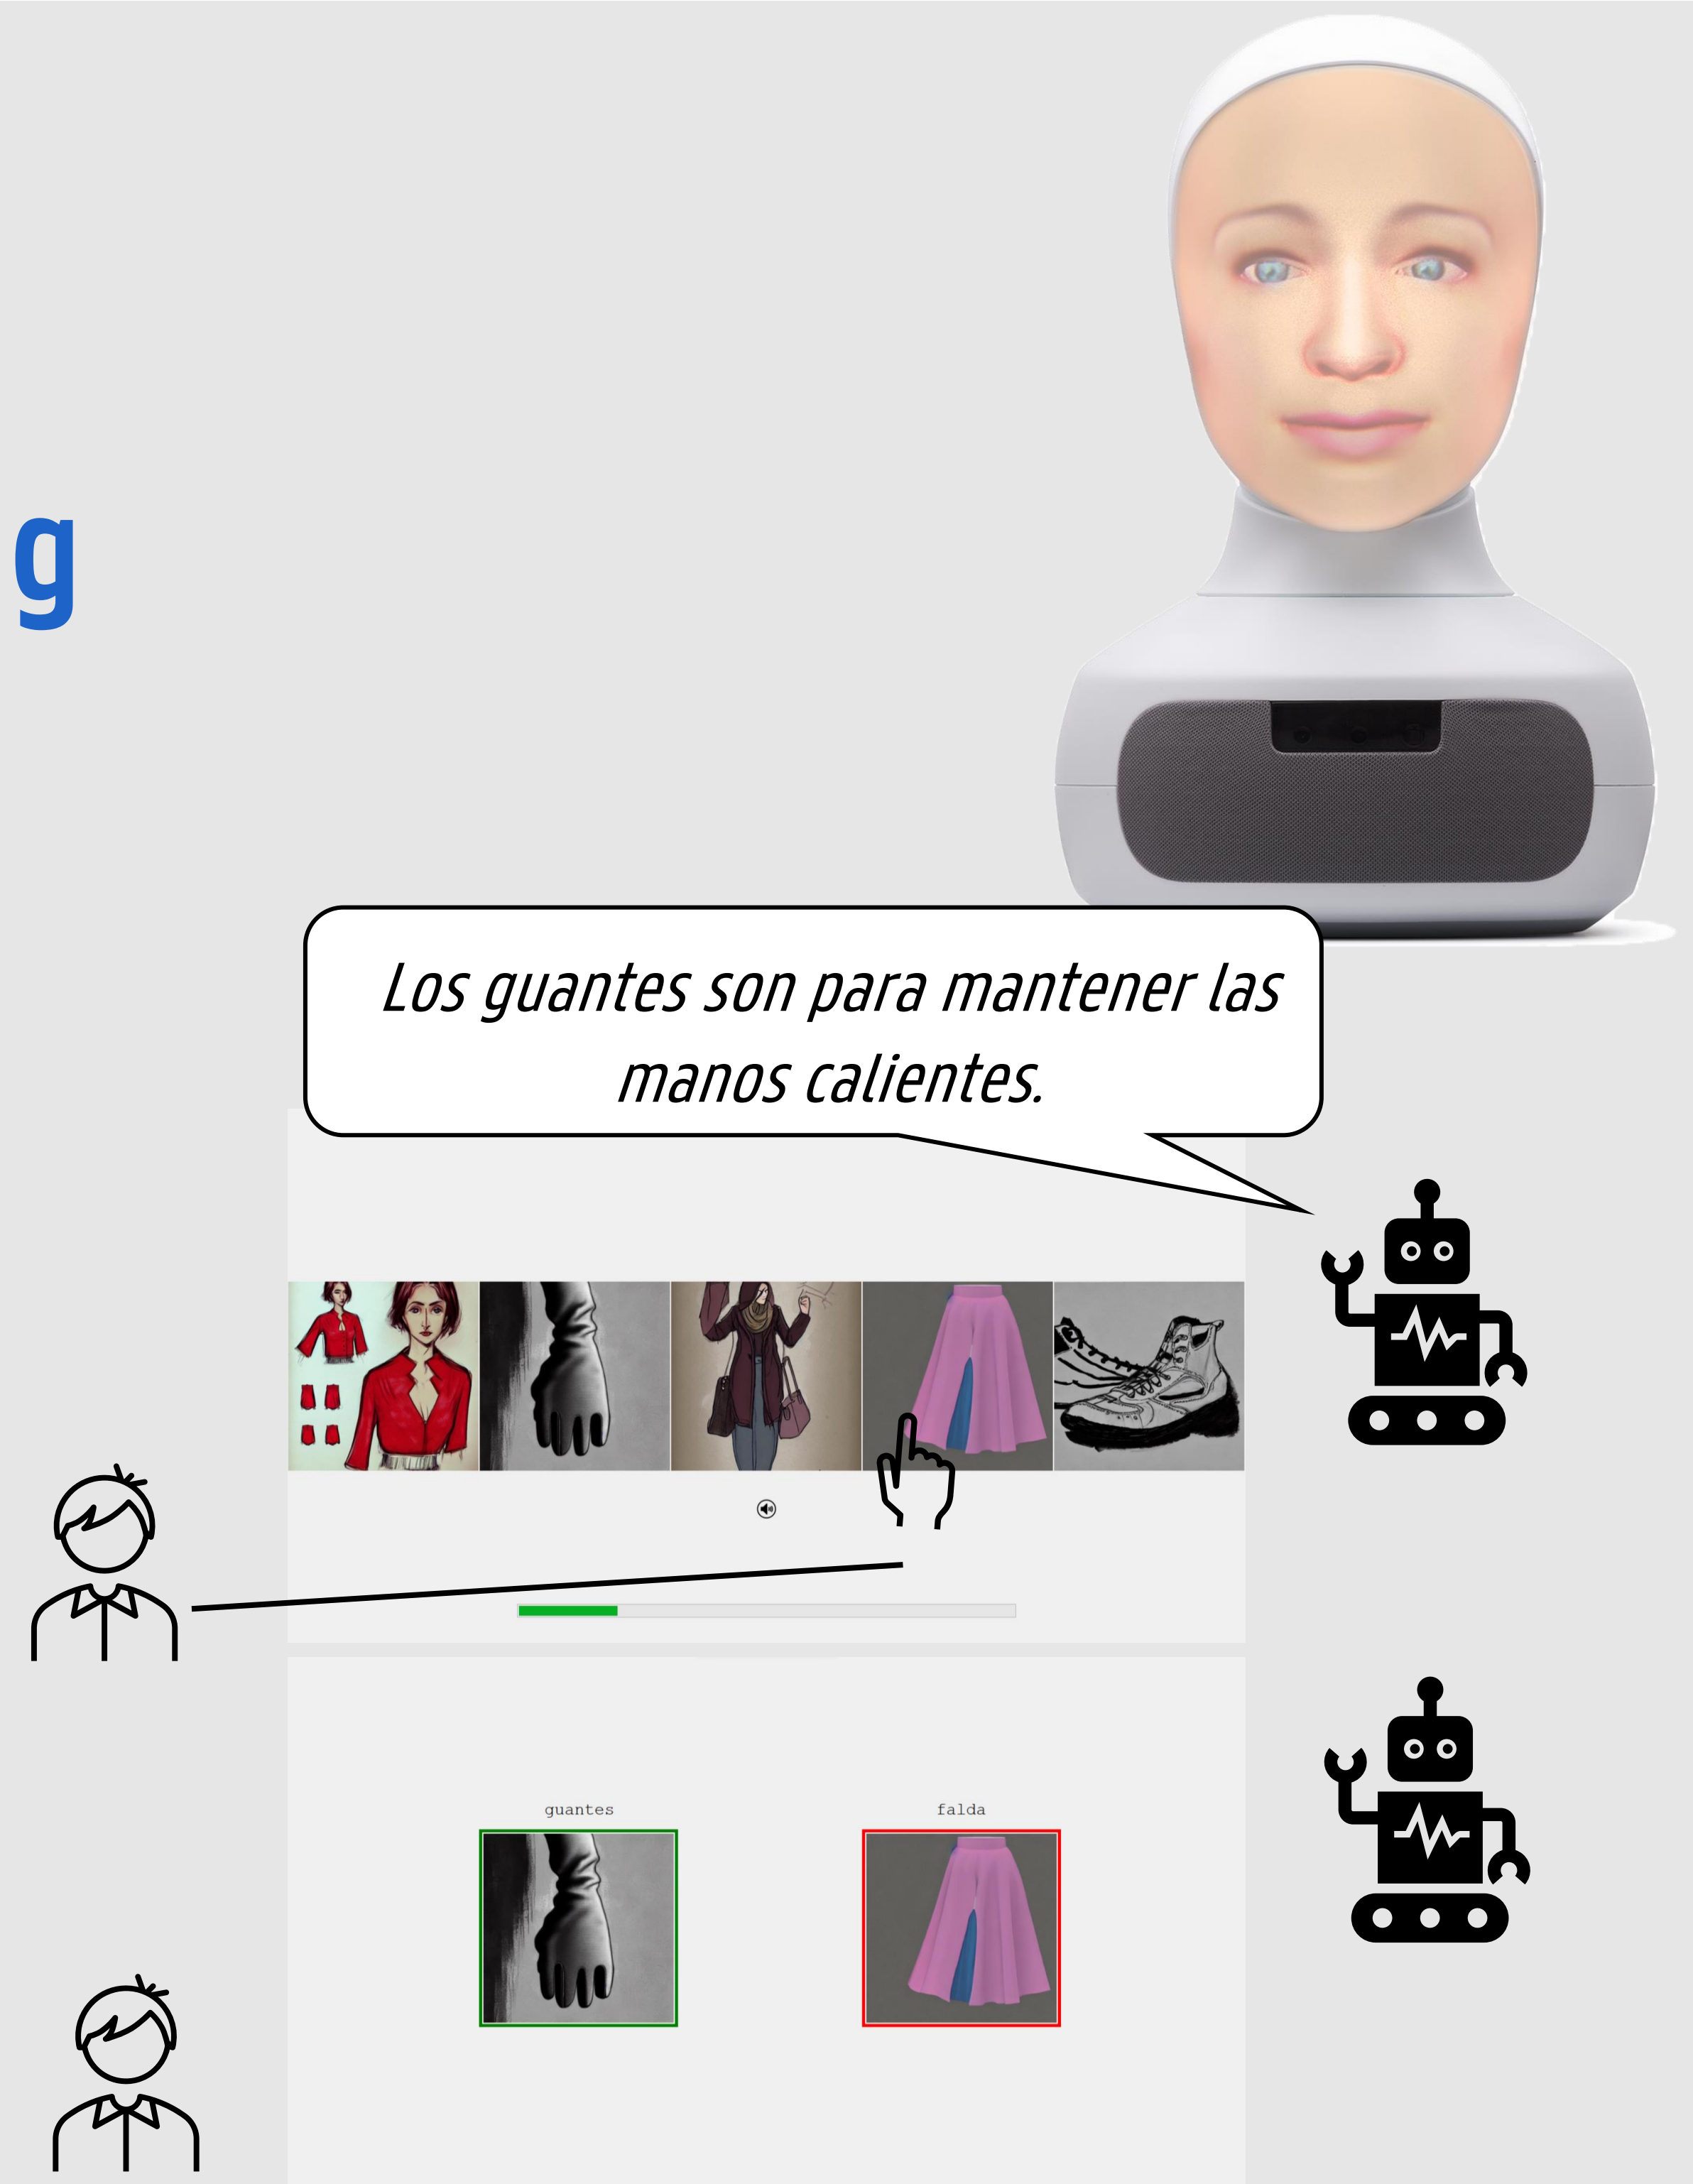 g
Los guantes son para mantener las
manos calientes.
guantes falda